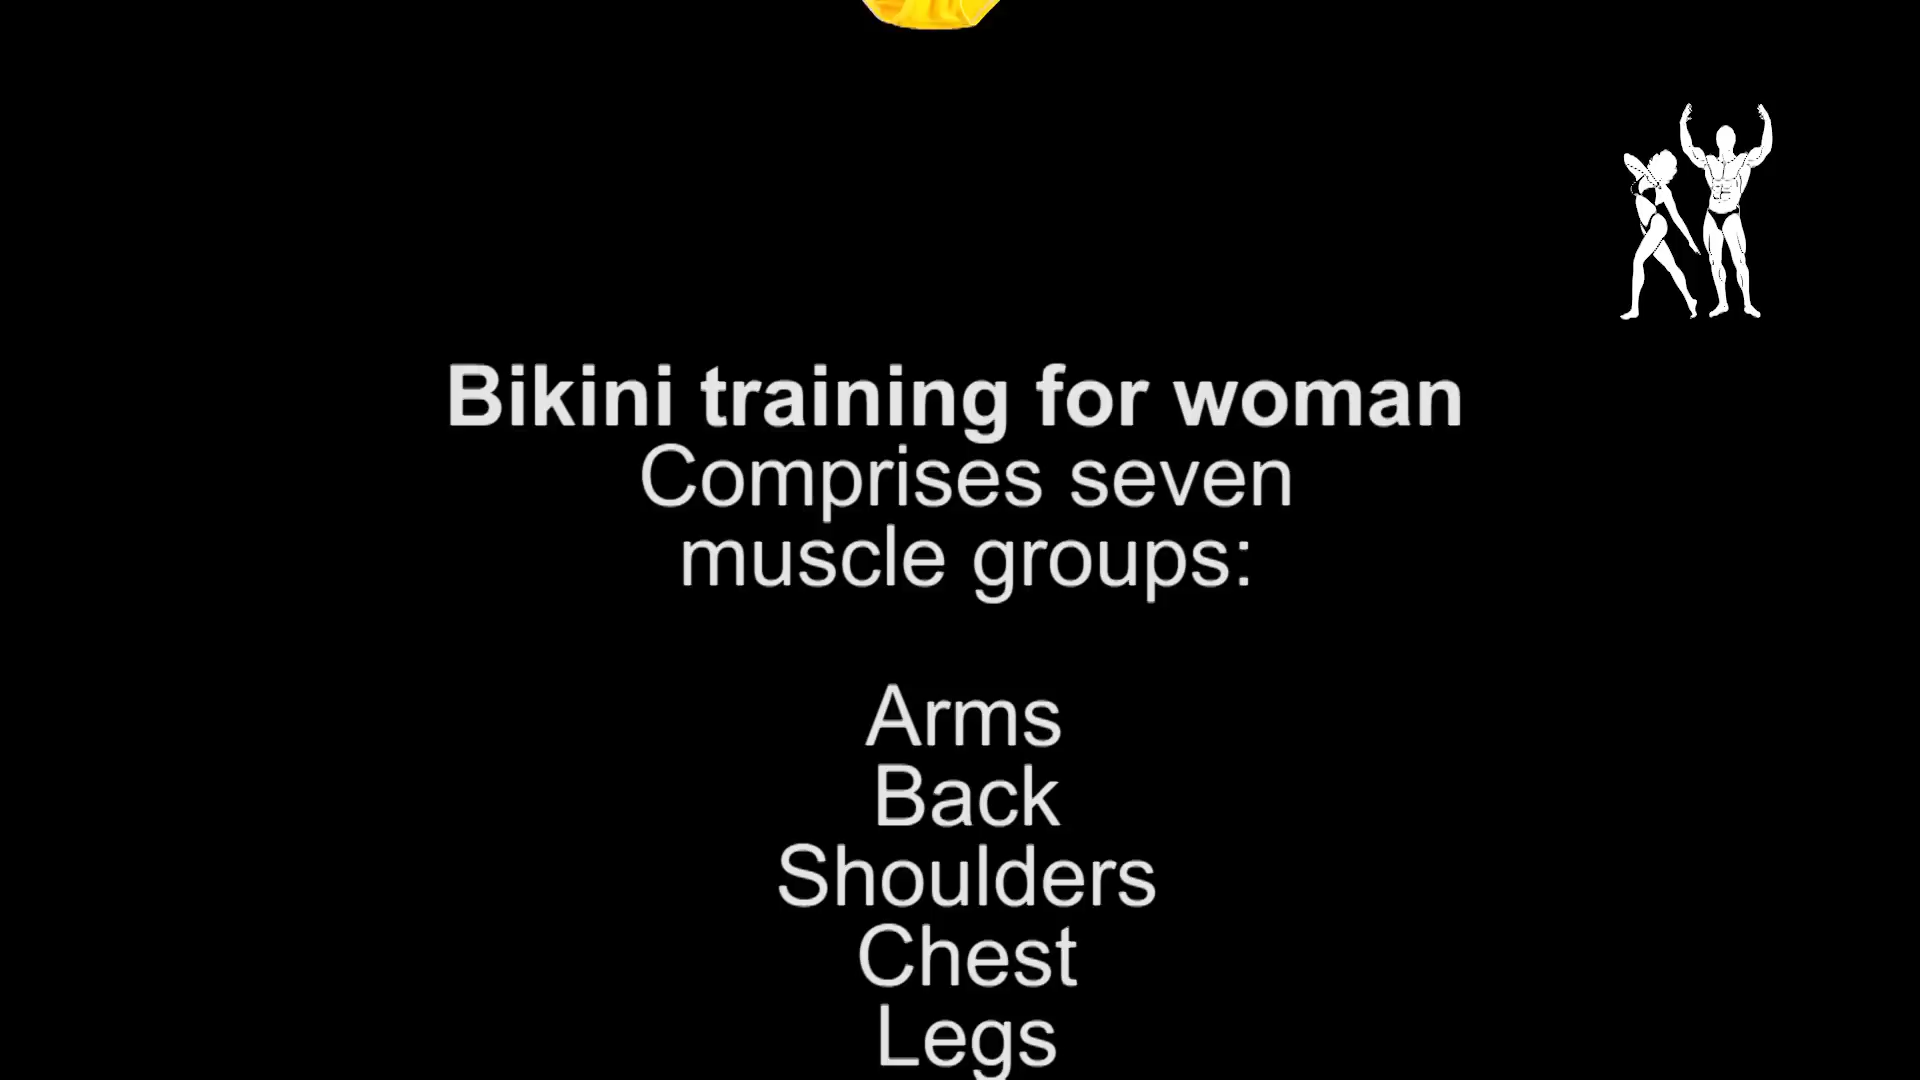 Bikini training for woman
Comprises seven
muscle groups:
Arms
Back
Shoulders
Chest
Legs